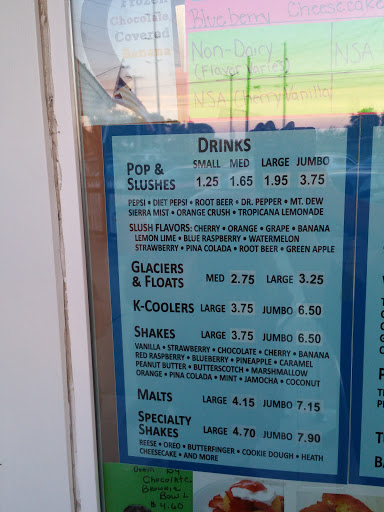 Frozen
Chocolate
Covered
Banana
Blueberry Cheesecake
Non-Dairy
(Flavor Varies)
NSA
NSA Cherry Vanilla
DRINKS
POP & SLUSHES
SMALL MED LARGE JUMBO
1.25 1.65 1.95 3.75
PEPSI • DIET PEPSI • ROOT BEER • DR. PEPPER • MT. DEW
SIERRA MIST • ORANGE CRUSH • TROPICANA LEMONADE
SLUSH FLAVORS: CHERRY • ORANGE • GRAPE • BANANA
LEMON LIME • BLUE RASPBERRY • WATERMELON
STRAWBERRY • PINA COLADA • ROOT BEER • GREEN APPLE
GLACIERS
& FLOATS MED 2.75 LARGE 3.25
K-COOLERS LARGE 3.75 JUMBO 6.50
SHAKES LARGE 3.75 JUMBO 6.50
VANILLA • STRAWBERRY • CHOCOLATE • CHERRY • BANANA
RED RASPBERRY • BLUEBERRY • PINEAPPLE • CARAMEL
PEANUT BUTTER • BUTTERSCOTCH • MARSHMALLOW
ORANGE • PINA COLADA • MINT • JAMOCHA • COCONUT
MALTS LARGE 4.15 JUMBO 7.15
SPECIALTY
SHAKES LARGE 4.70 JUMBO 7.90
REESE • OREO • BUTTERFINGER • COOKIE DOUGH • HEATH
CHEESECAKE • AND MORE
Chocolate
Brownie
Bowl
$4.60